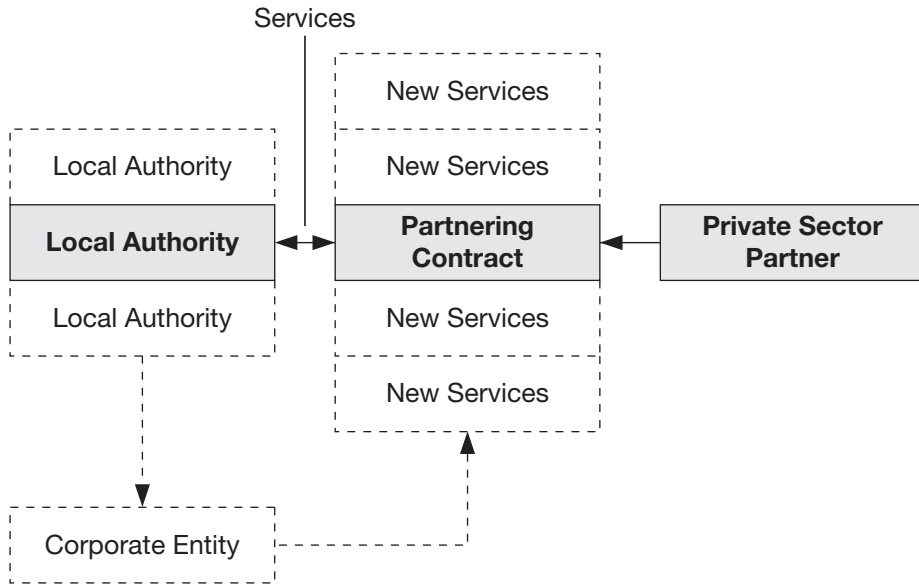 Services
New Services
Local Authority
New Services
Local Authority
Partnering
Contract
Private Sector
Partner
Local Authority
New Services
New Services
Corporate Entity